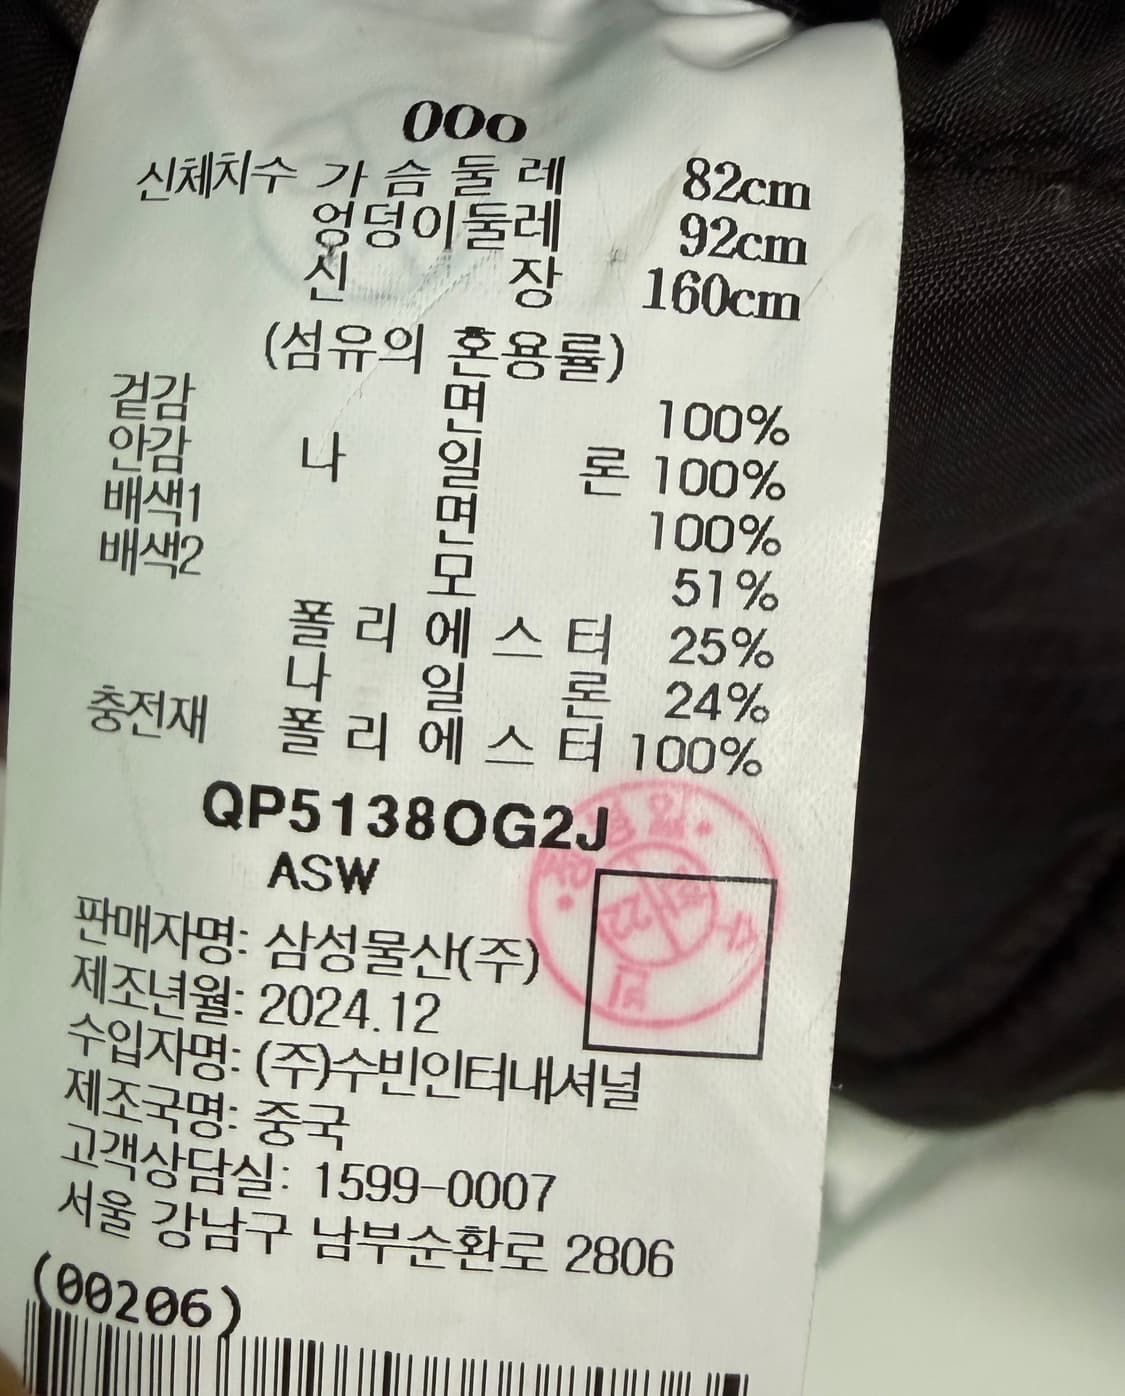 OOo
신체치수 가슴둘레 82cm
엉덩이둘레 92cm
신장 160cm
(섬유의 혼용률)
겉감 면 100%
안감 나일론 100%
배색1 면 100%
배색2 모 51%
폴리에스터 25%
나일론 24%
충전재 폴리에스터 100%
QP5138OG2J
ASW
판매자명: 삼성물산(주)
제조년월: 2024.12
수입자명: (주)수빈인터내셔널
제조국명: 중국
고객상담실: 1599-0007
서울 강남구 남부순환로 2806
(00206)